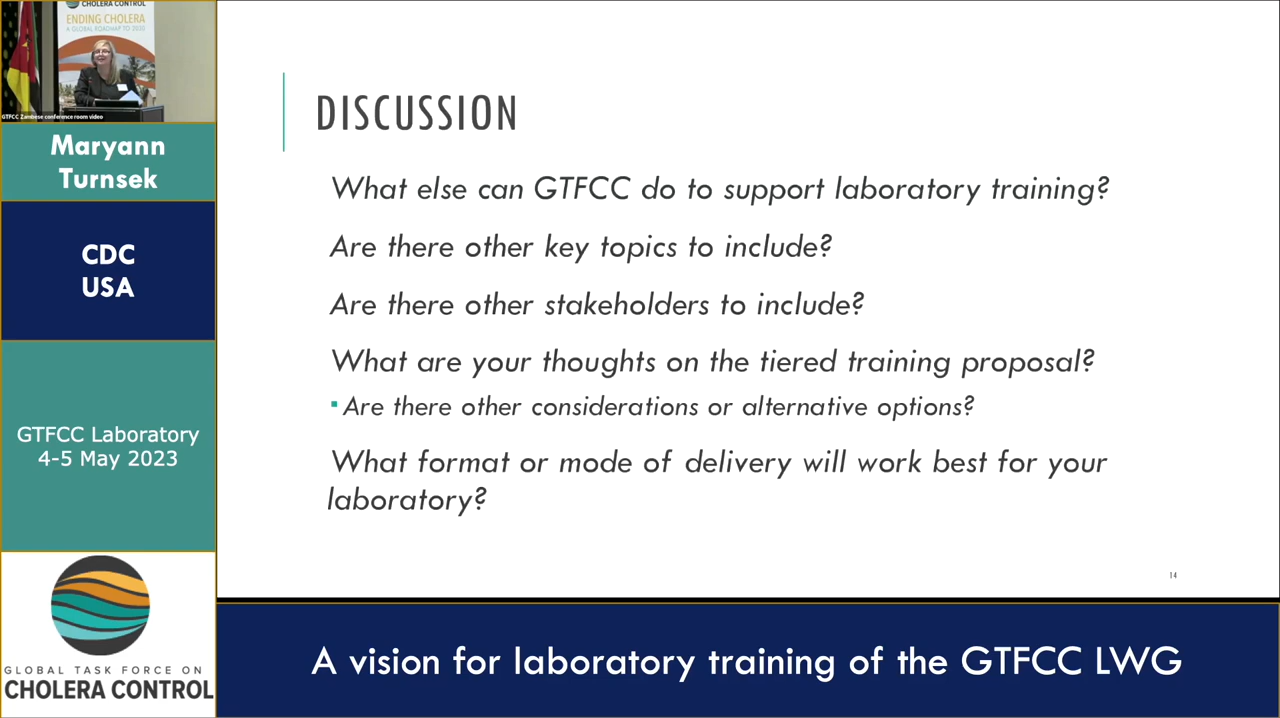 CHOLERA CONTROL
ENDING CHOLERA
A GLOBAL ROADMAP TO 2030
GTFCC Zambese conference room video
Maryann
Turnsek
CDC
USA
GTFCC Laboratory
4-5 May 2023
GLOBAL TASK FORCE ON
CHOLERA CONTROL
DISCUSSION
What else can GTFCC do to support laboratory training?
Are there other key topics to include?
Are there other stakeholders to include?
What are your thoughts on the tiered training proposal?
▪ Are there other considerations or alternative options?
What format or mode of delivery will work best for your
laboratory?
14
A vision for laboratory training of the GTFCC LWG